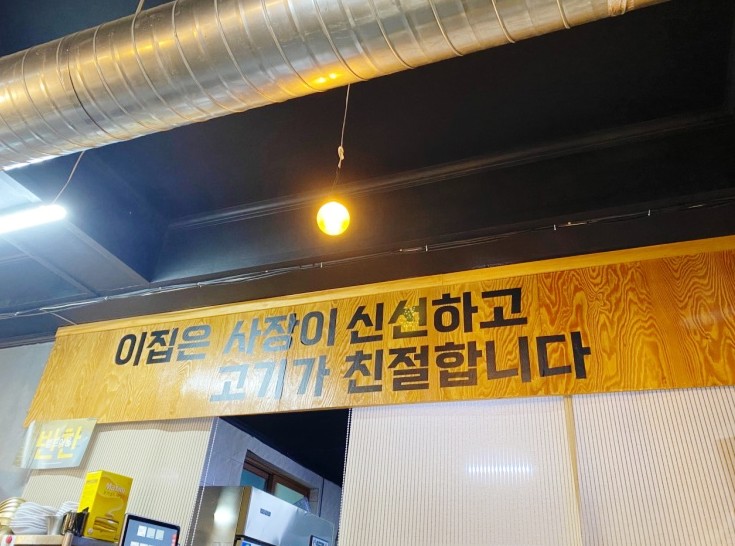 이집은 사장이 신선하고
고기가 친절합니다
반찬